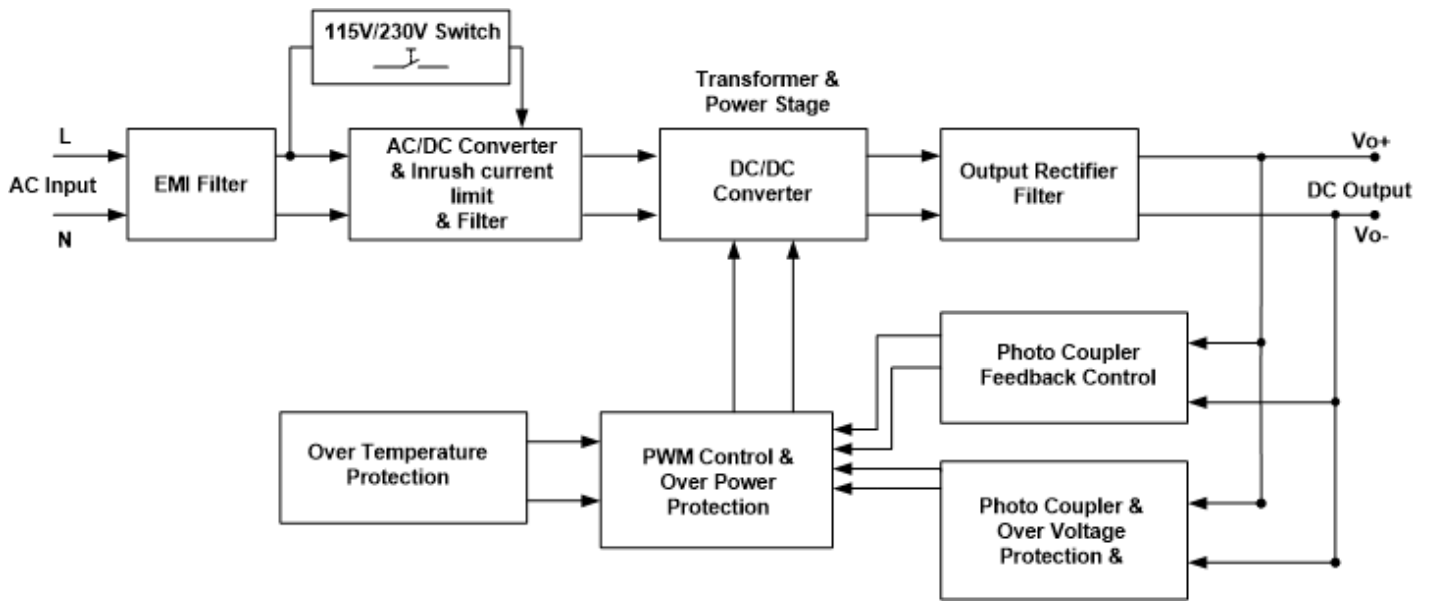 115V/230V Switch
Transformer &
Power Stage
L
AC Input
N
EMI Filter
AC/DC Converter
& Inrush current
limit
& Filter
DC/DC
Converter
Output Rectifier
Filter
Vo+
DC Output
Vo-
Photo Coupler
Feedback Control
Over Temperature
Protection
PWM Control &
Over Power
Protection
Photo Coupler &
Over Voltage
Protection &